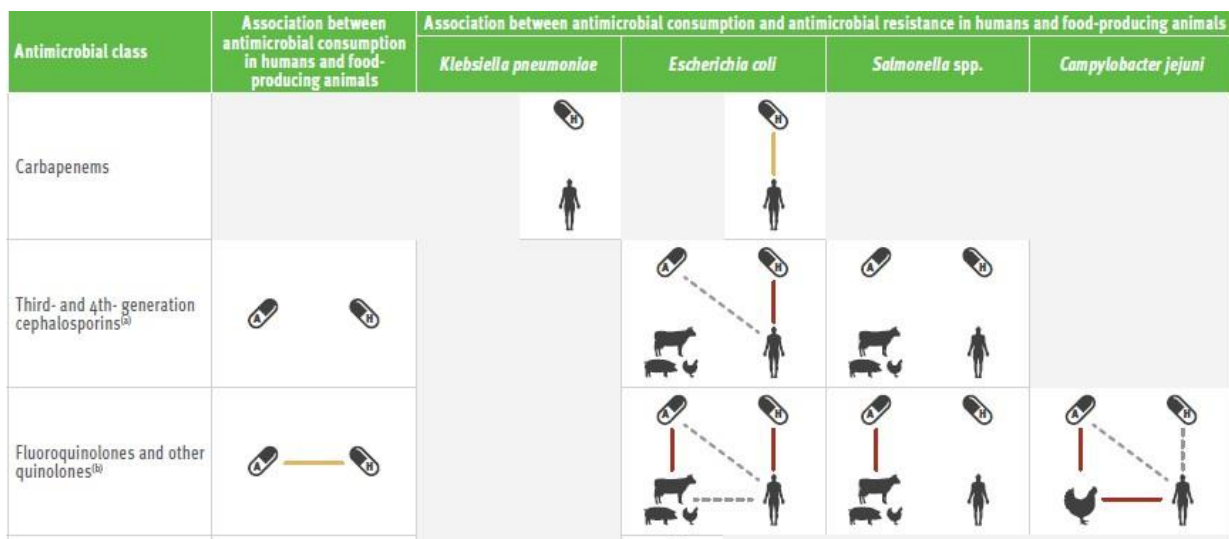 Antimicrobial class
Association between
antimicrobial consumption
in humans and food-
producing animals
Association between antimicrobial consumption and antimicrobial resistance in humans and food-producing animals
Klebsiella pneumoniae
Escherichia coli
Salmonella spp.
Campylobacter jejuni
Carbapenems
H
H
Third- and 4th- generation
cephalosporins(a)
A
H
A
H
A
H
Fluoroquinolones and other
quinolones(b)
A
H
A
H
A
H
A
H